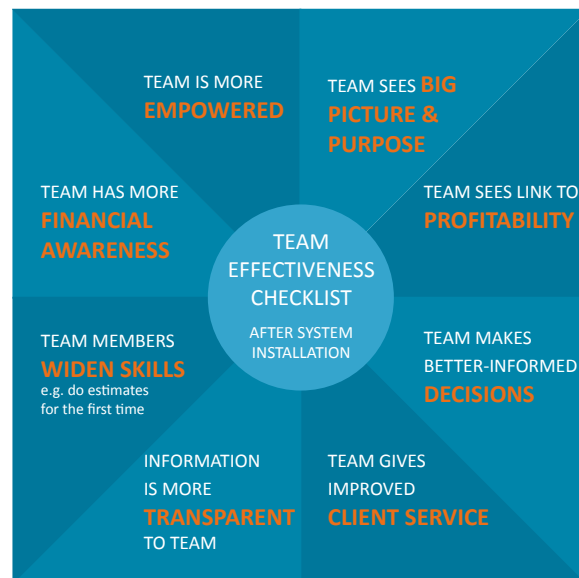 TEAM IS MORE
EMPOWERED
TEAM SEES BIG
PICTURE &
PURPOSE
TEAM HAS MORE
FINANCIAL
AWARENESS
TEAM SEES LINK TO
PROFITABILITY
TEAM
EFFECTIVENESS
CHECKLIST
AFTER SYSTEM
INSTALLATION
TEAM MEMBERS
WIDEN SKILLS
e.g. do estimates
for the first time
TEAM MAKES
BETTER-INFORMED
DECISIONS
INFORMATION
IS MORE
TRANSPARENT
TO TEAM
TEAM GIVES
IMPROVED
CLIENT SERVICE